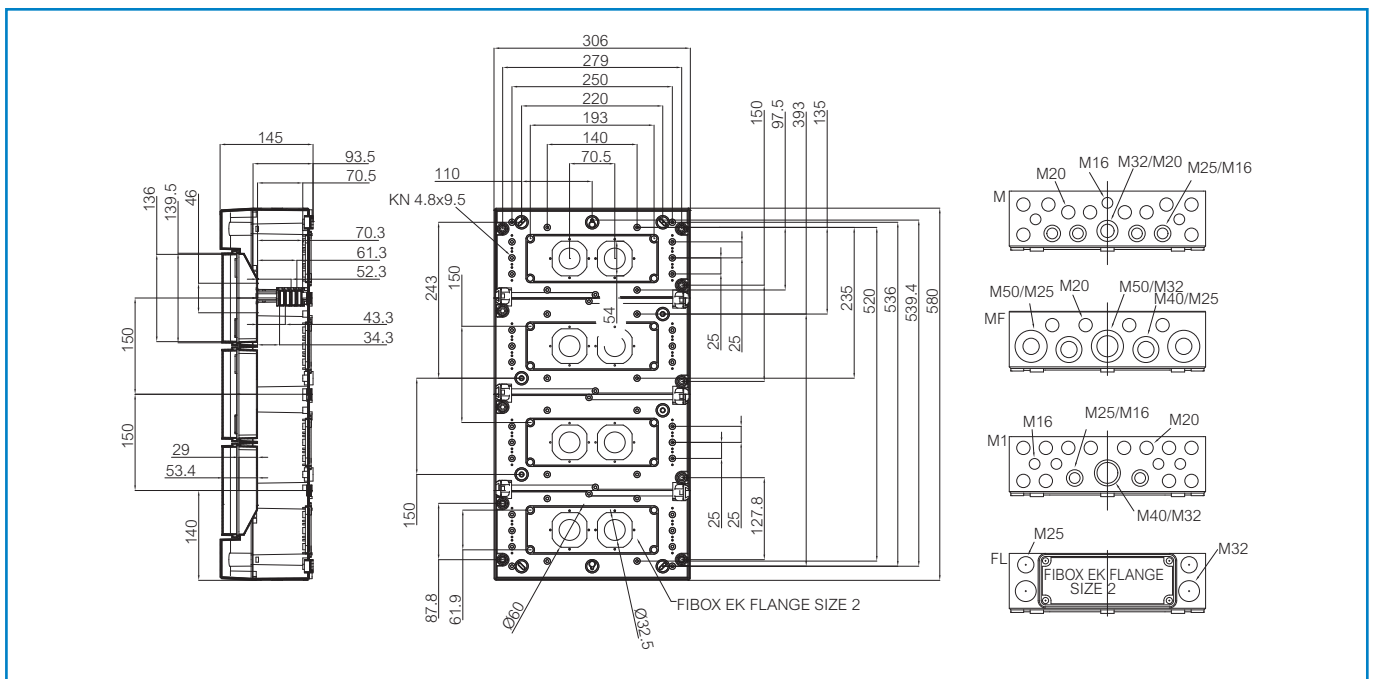 145
93.5
70.5
136
139.5
46
70.3
61.3
52.3
43.3
34.3
150
150
29
53.4
140
306
279
250
220
193
140
70.5
110
KN 4.8x9.5
150
97.5
393
135
243
150
54
25
25
235
520
536
539.4
580
150
25
25
127.8
87.8
61.9
Ø60
Ø32.5
FIBOX EK FLANGE SIZE 2
M
M20
M16
M32/M20
M25/M16
MF
M50/M25
M20
M50/M32
M40/M25
M1
M16
M25/M16
M20
M40/M32
FL
M25
M32
FIBOX EK FLANGE
SIZE 2